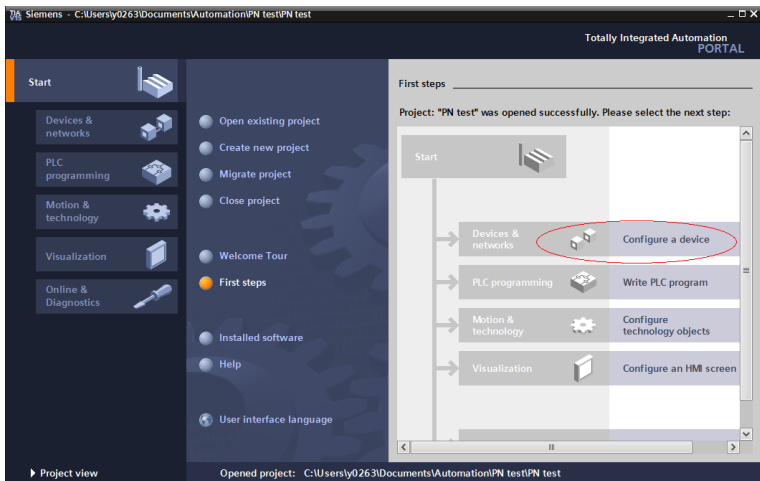 Siemens - C:\Users\y0263\Documents\Automation\PN test\PN test
Totally Integrated Automation
PORTAL
Start
Devices &
networks
PLC
programming
Motion &
technology
Visualization
Online &
Diagnostics
Open existing project
Create new project
Migrate project
Close project
Welcome Tour
First steps
Installed software
Help
User interface language
First steps
Project: "PN test" was opened successfully. Please select the next step:
Start
Devices &
networks
Configure a device
PLC programming
Write PLC program
Motion &
technology
Configure
technology objects
Visualization
Configure an HMI screen
Project view
Opened project: C:\Users\y0263\Documents\Automation\PN test\PN test